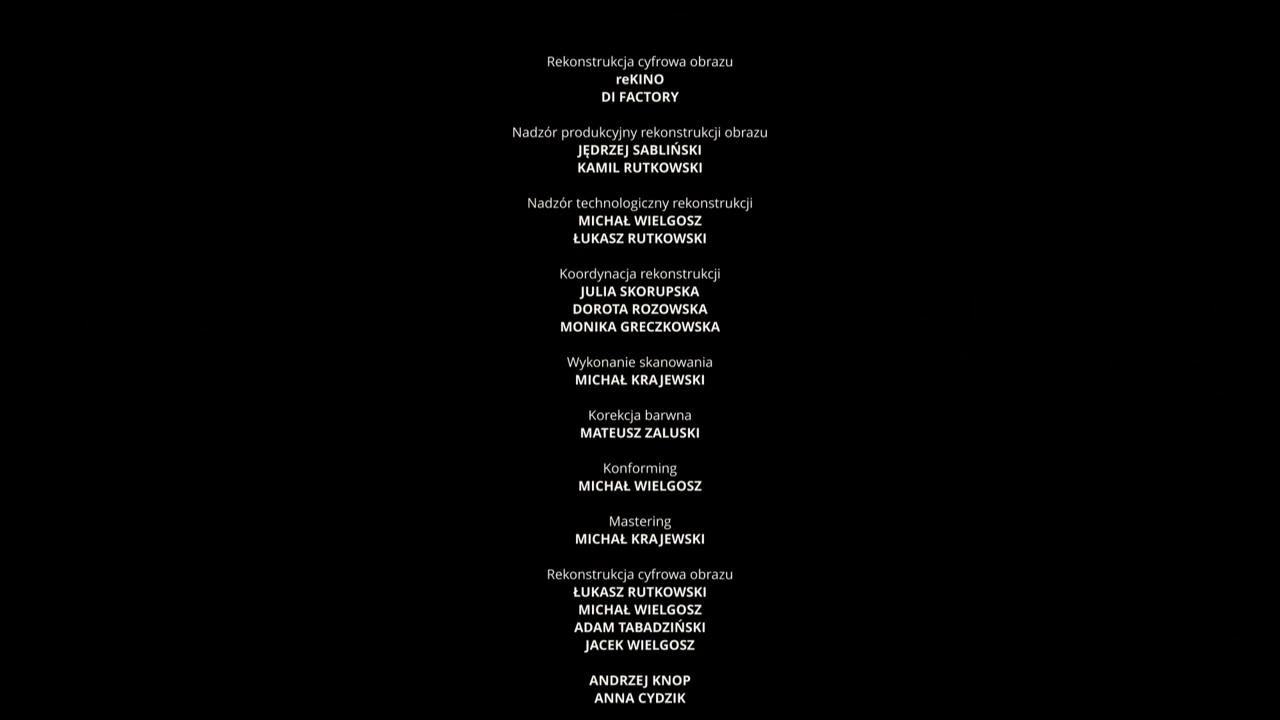 Rekonstrukcja cyfrowa obrazu
reKINO
DI FACTORY
Nadzór produkcyjny rekonstrukcji obrazu
JĘDRZEJ SABLIŃSKI
KAMIL RUTKOWSKI
Nadzór technologiczny rekonstrukcji
MICHAŁ WIELGOSZ
ŁUKASZ RUTKOWSKI
Koordynacja rekonstrukcji
JULIA SKORUPSKA
DOROTA ROZOWSKA
MONIKA GRECZKOWSKA
Wykonanie skanowania
MICHAŁ KRAJEWSKI
Korekcja barwna
MATEUSZ ZALUSKI
Konforming
MICHAŁ WIELGOSZ
Mastering
MICHAŁ KRAJEWSKI
Rekonstrukcja cyfrowa obrazu
ŁUKASZ RUTKOWSKI
MICHAŁ WIELGOSZ
ADAM TABADZIŃSKI
JACEK WIELGOSZ
ANDRZEJ KNOP
ANNA CYDZIK